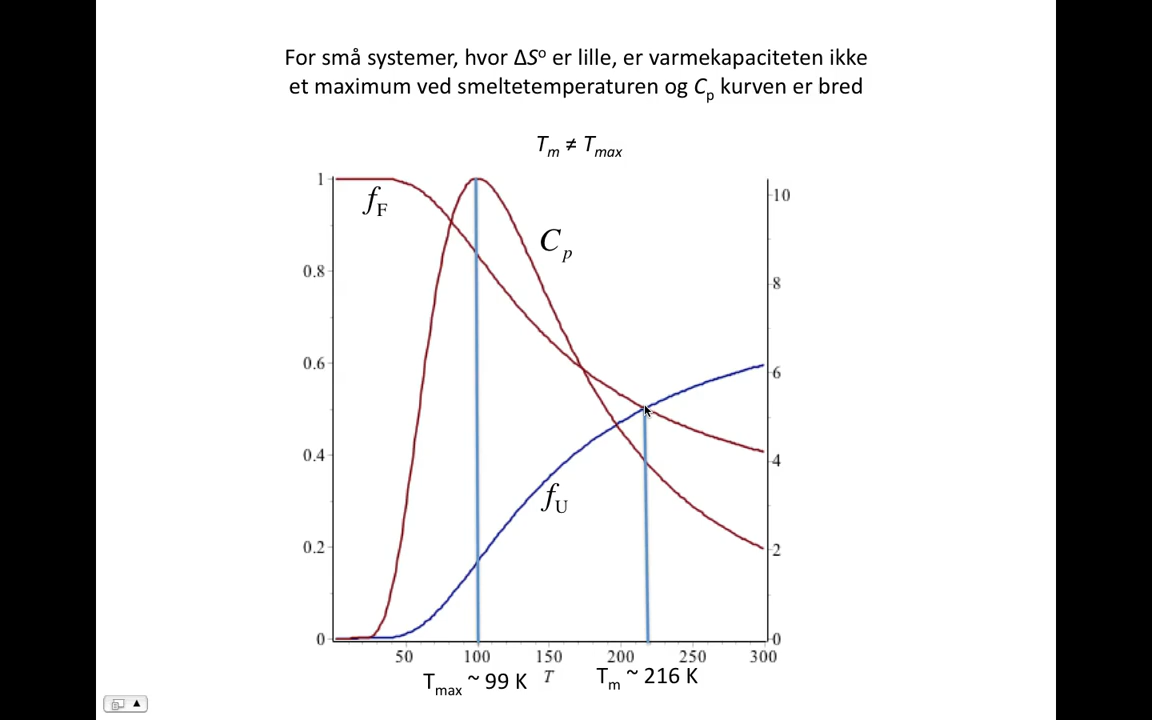 For små systemer, hvor ΔSº er lille, er varmekapaciteten ikke
et maximum ved smeltetemperaturen og Cp kurven er bred
Tm ≠ Tmax
1
10
fF
Cp
0.8
8
0.6
6
0.4
4
fU
0.2
2
0
0
50 100 150 200 250 300
Tmax ~ 99 K T Tm ~ 216 K